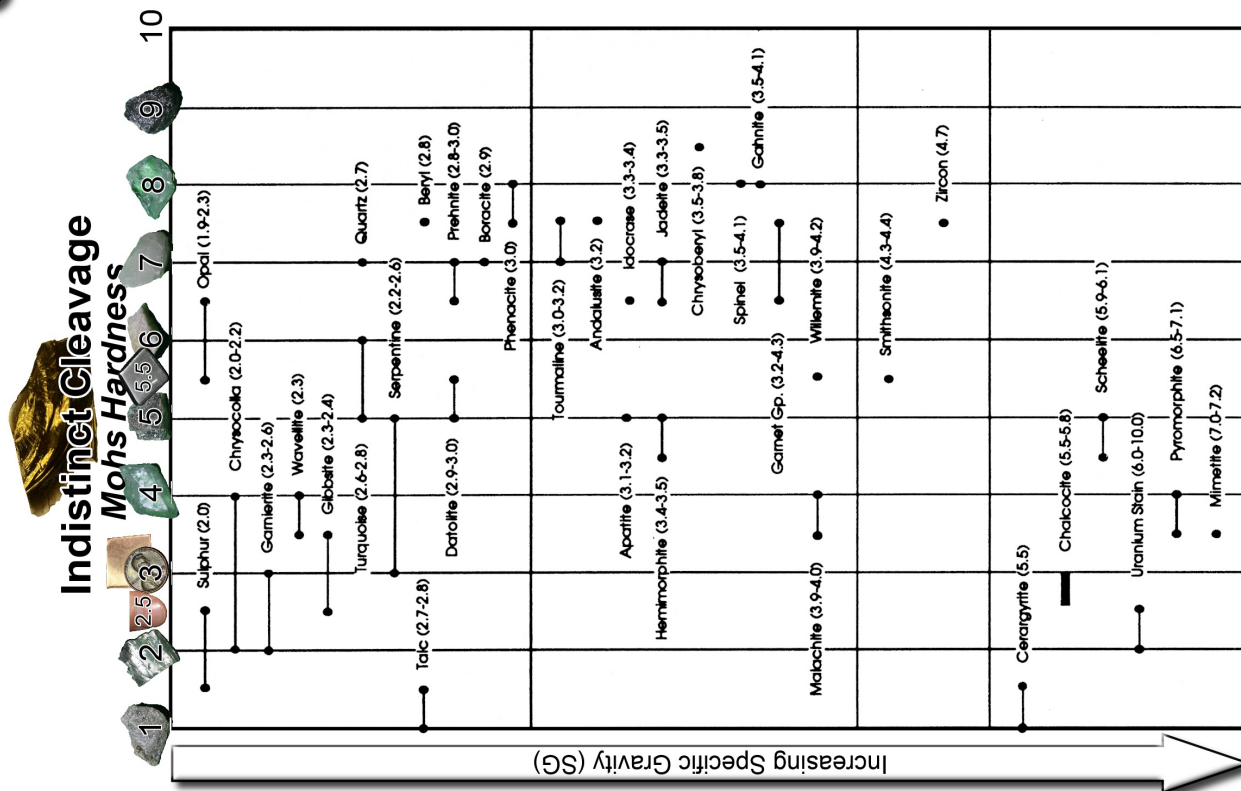 Indistinct Cleavage
Mohs Hardness
1
2
2.5
3
4
5
5.5
6
7
8
9
10
Increasing Specific Gravity (SG)
Sulphur (2.0)
Opal (1.9-2.3)
Chrysocolla (2.0-2.2)
Garnierite (2.3-2.6)
Wavellite (2.3)
Gibbsite (2.3-2.4)
Turquoise (2.6-2.8)
Quartz (2.7)
Serpentine (2.2-2.6)
Talc (2.7-2.8)
Beryl (2.8)
Datolite (2.9-3.0)
Prehnite (2.8-3.0)
Boracite (2.9)
Phenacite (3.0)
Tourmaline (3.0-3.2)
Andalusite (3.2)
Apatite (3.1-3.2)
Idocrase (3.3-3.4)
Hemimorphite (3.4-3.5)
Jadeite (3.3-3.5)
Chrysoberyl (3.5-3.8)
Spinel (3.5-4.1)
Gahnite (3.5-4.1)
Garnet Gp. (3.2-4.3)
Malachite (3.9-4.0)
Willemite (3.9-4.2)
Smithsonite (4.3-4.4)
Zircon (4.7)
Cerargyrite (5.5)
Chalcocite (5.5-5.8)
Scheelite (5.9-6.1)
Uranium Stain (6.0-10.0)
Pyromorphite (6.5-7.1)
Mimetite (7.0-7.2)